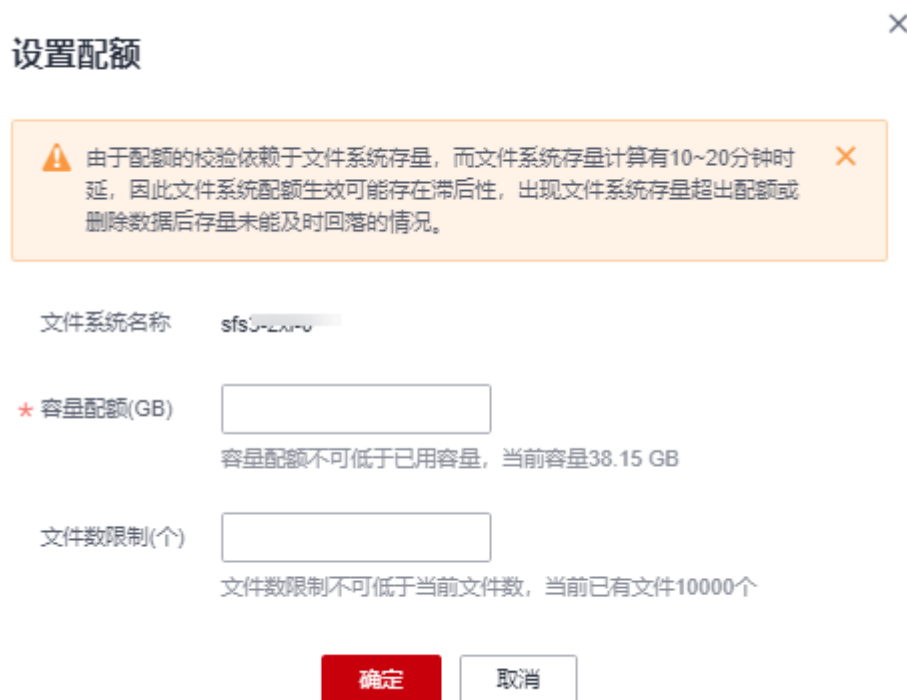 设置配额
由于配额的校验依赖于文件系统存量，而文件系统存量计算有10~20分钟时
延，因此文件系统配额生效可能存在滞后性，出现文件系统存量超出配额或
删除数据后存量未能及时回落的情况。
文件系统名称
* 容量配额(GB)
容量配额不可低于已用容量，当前容量38.15 GB
文件数限制(个)
文件数限制不可低于当前文件数，当前已有文件10000个
确定 取消